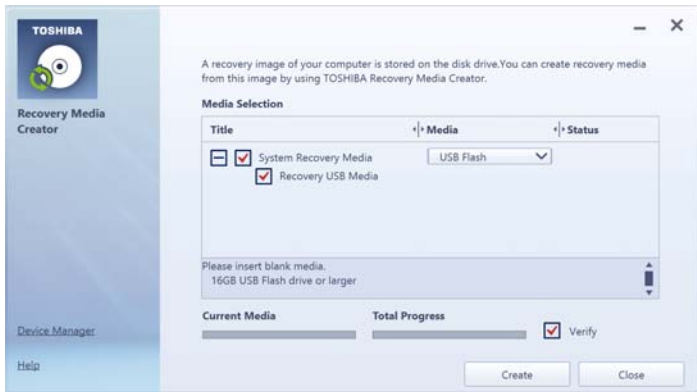 TOSHIBA
Recovery Media
Creator
Device Manager
Help
A recovery image of your computer is stored on the disk drive.You can create recovery media
from this image by using TOSHIBA Recovery Media Creator.
Media Selection
Title Media Status
System Recovery Media USB Flash
Recovery USB Media
Please insert blank media.
16GB USB Flash drive or larger
Current Media Total Progress
Verify
Create Close